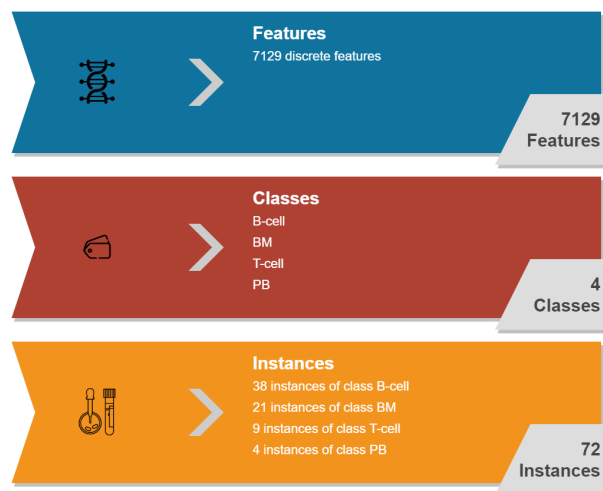 Features
7129 discrete features
7129
Features
Classes
B-cell
BM
T-cell
PB
4
Classes
Instances
38 instances of class B-cell
21 instances of class BM
9 instances of class T-cell
4 instances of class PB
72
Instances